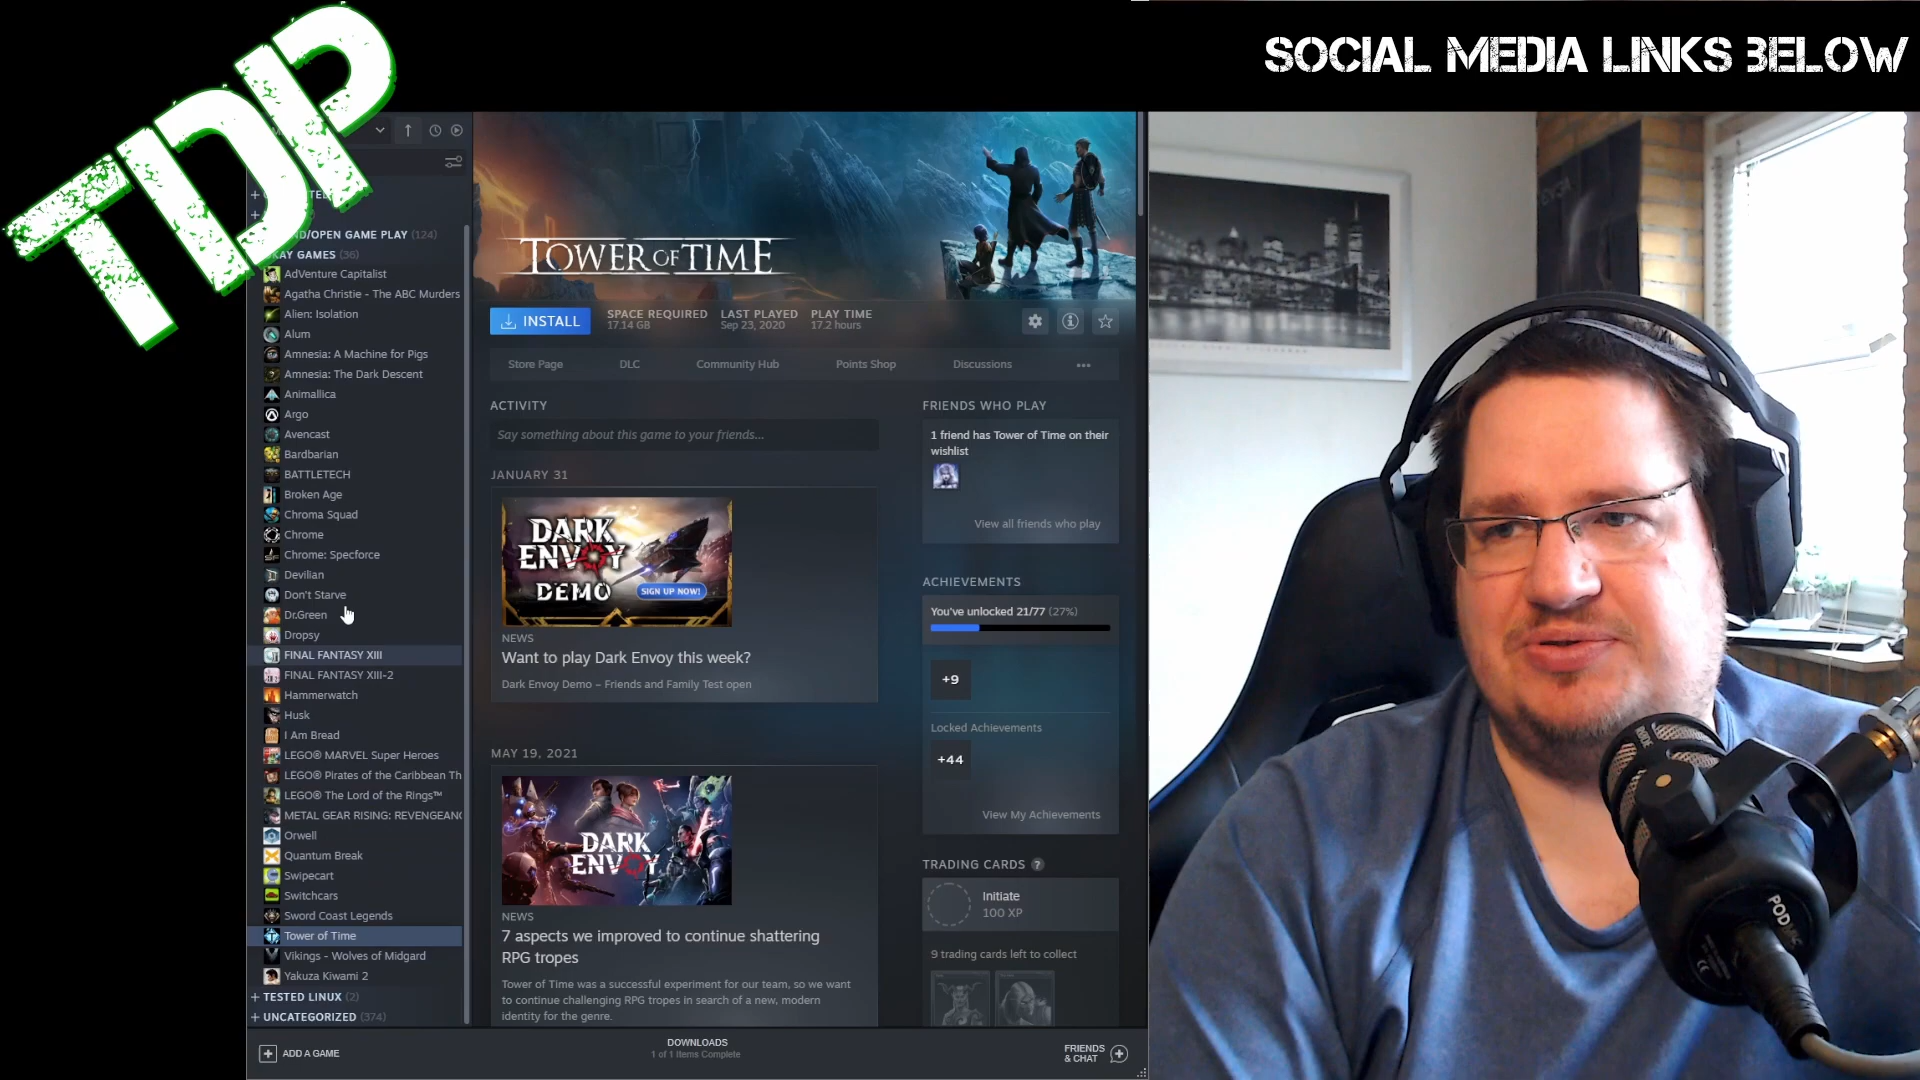 TDP
SOCIAL MEDIA LINKS BELOW
ND/OPEN GAME PLAY (124)
KAY GAMES (36)
AdVenture Capitalist
Agatha Christie - The ABC Murders
Alien: Isolation
Alum
Amnesia: A Machine for Pigs
Amnesia: The Dark Descent
Animallica
Argo
Avencast
Bardbarian
BATTLETECH
Broken Age
Chroma Squad
Chrome
Chrome: Specforce
Devilian
Don't Starve
Dr.Green
Dropsy
FINAL FANTASY XIII
FINAL FANTASY XIII-2
Hammerwatch
Husk
I Am Bread
LEGO® MARVEL Super Heroes
LEGO® Pirates of the Caribbean Th
LEGO® The Lord of the Rings™
METAL GEAR RISING: REVENGEANC
Orwell
Quantum Break
Swipecart
Switchcars
Sword Coast Legends
Tower of Time
Vikings - Wolves of Midgard
Yakuza Kiwami 2
+ TESTED LINUX (2)
+ UNCATEGORIZED (374)
TOWER OF TIME
INSTALL
SPACE REQUIRED
17.14 GB
LAST PLAYED
Sep 23, 2020
PLAY TIME
17.2 hours
Store Page DLC Community Hub Points Shop Discussions •••
ACTIVITY
Say something about this game to your friends...
JANUARY 31
DARK
ENVOY
DEMO
SIGN UP NOW!
NEWS
Want to play Dark Envoy this week?
Dark Envoy Demo – Friends and Family Test open
MAY 19, 2021
DARK
ENVOY
NEWS
7 aspects we improved to continue shattering
RPG tropes
Tower of Time was a successful experiment for our team, so we want
to continue challenging RPG tropes in search of a new, modern
identity for the genre.
FRIENDS WHO PLAY
1 friend has Tower of Time on their
wishlist
View all friends who play
ACHIEVEMENTS
You've unlocked 21/77 (27%)
+9
Locked Achievements
+44
View My Achievements
TRADING CARDS ?
Initiate
100 XP
9 trading cards left to collect
ADD A GAME
DOWNLOADS
1 of 1 Items Complete
FRIENDS
& CHAT
RØDE
PODMIC